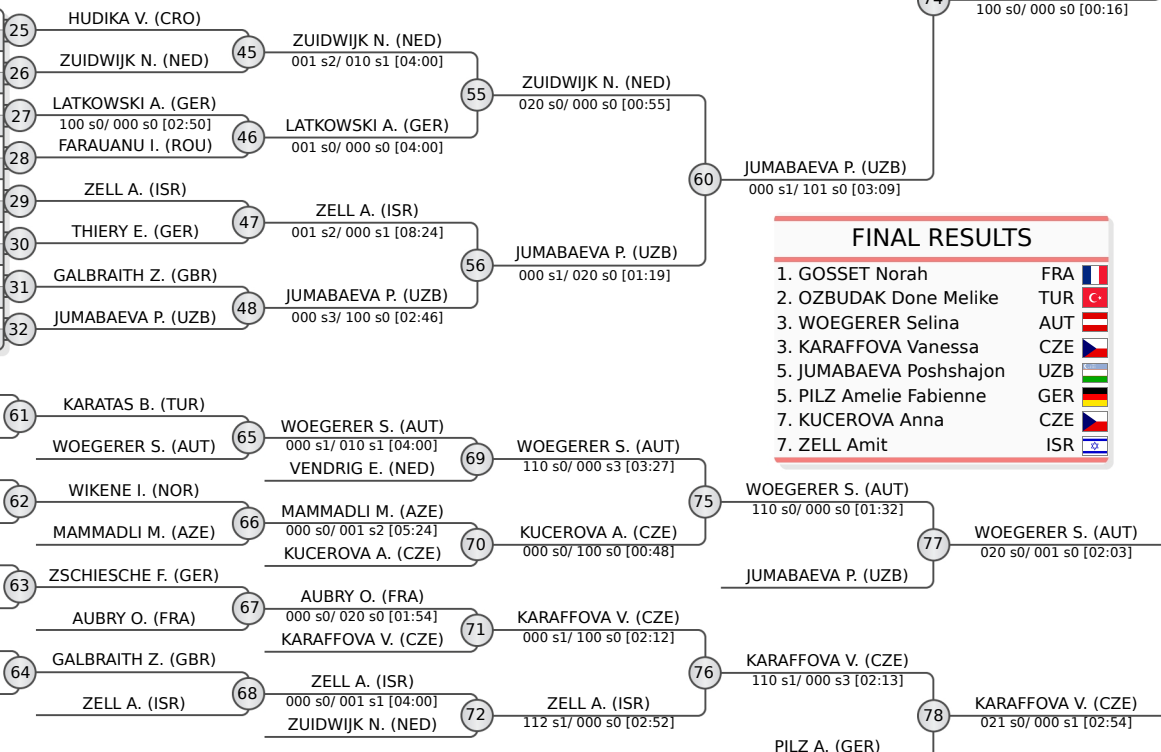 74
100 s0/ 000 s0 [00:16]
25
HUDIKA V. (CRO)
26
ZUIDWIJK N. (NED)
45
ZUIDWIJK N. (NED)
001 s2/ 010 s1 [04:00]
27
LATKOWSKI A. (GER)
100 s0/ 000 s0 [02:50]
28
FARAUANU I. (ROU)
46
LATKOWSKI A. (GER)
001 s0/ 000 s0 [04:00]
55
ZUIDWIJK N. (NED)
020 s0/ 000 s0 [00:55]
29
ZELL A. (ISR)
30
THIERY E. (GER)
47
ZELL A. (ISR)
001 s2/ 000 s1 [08:24]
31
GALBRAITH Z. (GBR)
32
JUMABAEVA P. (UZB)
48
JUMABAEVA P. (UZB)
000 s3/ 100 s0 [02:46]
56
JUMABAEVA P. (UZB)
000 s1/ 020 s0 [01:19]
60
JUMABAEVA P. (UZB)
000 s1/ 101 s0 [03:09]
FINAL RESULTS
1. GOSSET Norah FRA
2. OZBUDAK Done Melike TUR
3. WOEGERER Selina AUT
3. KARAFFOVA Vanessa CZE
5. JUMABAEVA Poshshajon UZB
5. PILZ Amelie Fabienne GER
7. KUCEROVA Anna CZE
7. ZELL Amit ISR
61
KARATAS B. (TUR)
WOEGERER S. (AUT)
65
WOEGERER S. (AUT)
000 s1/ 010 s1 [04:00]
VENDRIG E. (NED)
69
WOEGERER S. (AUT)
110 s0/ 000 s3 [03:27]
62
WIKENE I. (NOR)
MAMMADLI M. (AZE)
66
MAMMADLI M. (AZE)
000 s0/ 001 s2 [05:24]
KUCEROVA A. (CZE)
70
KUCEROVA A. (CZE)
000 s0/ 100 s0 [00:48]
75
WOEGERER S. (AUT)
110 s0/ 000 s0 [01:32]
JUMABAEVA P. (UZB)
77
WOEGERER S. (AUT)
020 s0/ 001 s0 [02:03]
63
ZSCHIESCHE F. (GER)
AUBRY O. (FRA)
67
AUBRY O. (FRA)
000 s0/ 020 s0 [01:54]
KARAFFOVA V. (CZE)
71
KARAFFOVA V. (CZE)
000 s1/ 100 s0 [02:12]
64
GALBRAITH Z. (GBR)
ZELL A. (ISR)
68
ZELL A. (ISR)
000 s0/ 001 s1 [04:00]
ZUIDWIJK N. (NED)
72
ZELL A. (ISR)
112 s1/ 000 s0 [02:52]
76
KARAFFOVA V. (CZE)
110 s1/ 000 s3 [02:13]
PILZ A. (GER)
78
KARAFFOVA V. (CZE)
021 s0/ 000 s1 [02:54]